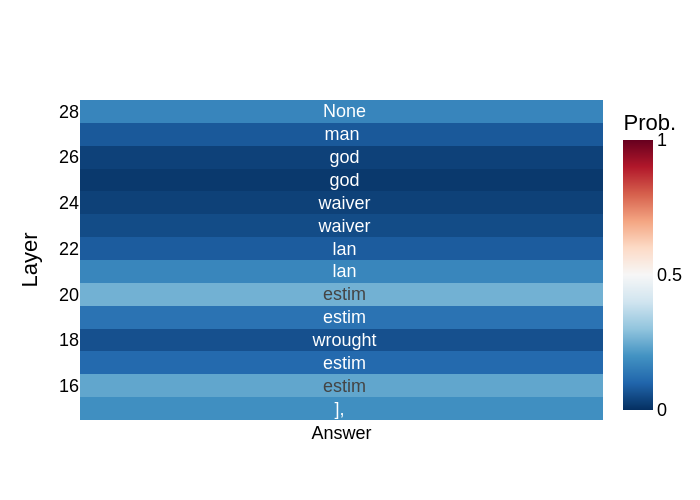 Prob.
1
0.5
0
Layer
28 None
man
26 god
god
24 waiver
waiver
22 lan
lan
20 estim
estim
18 wrought
estim
16 estim
],
Answer